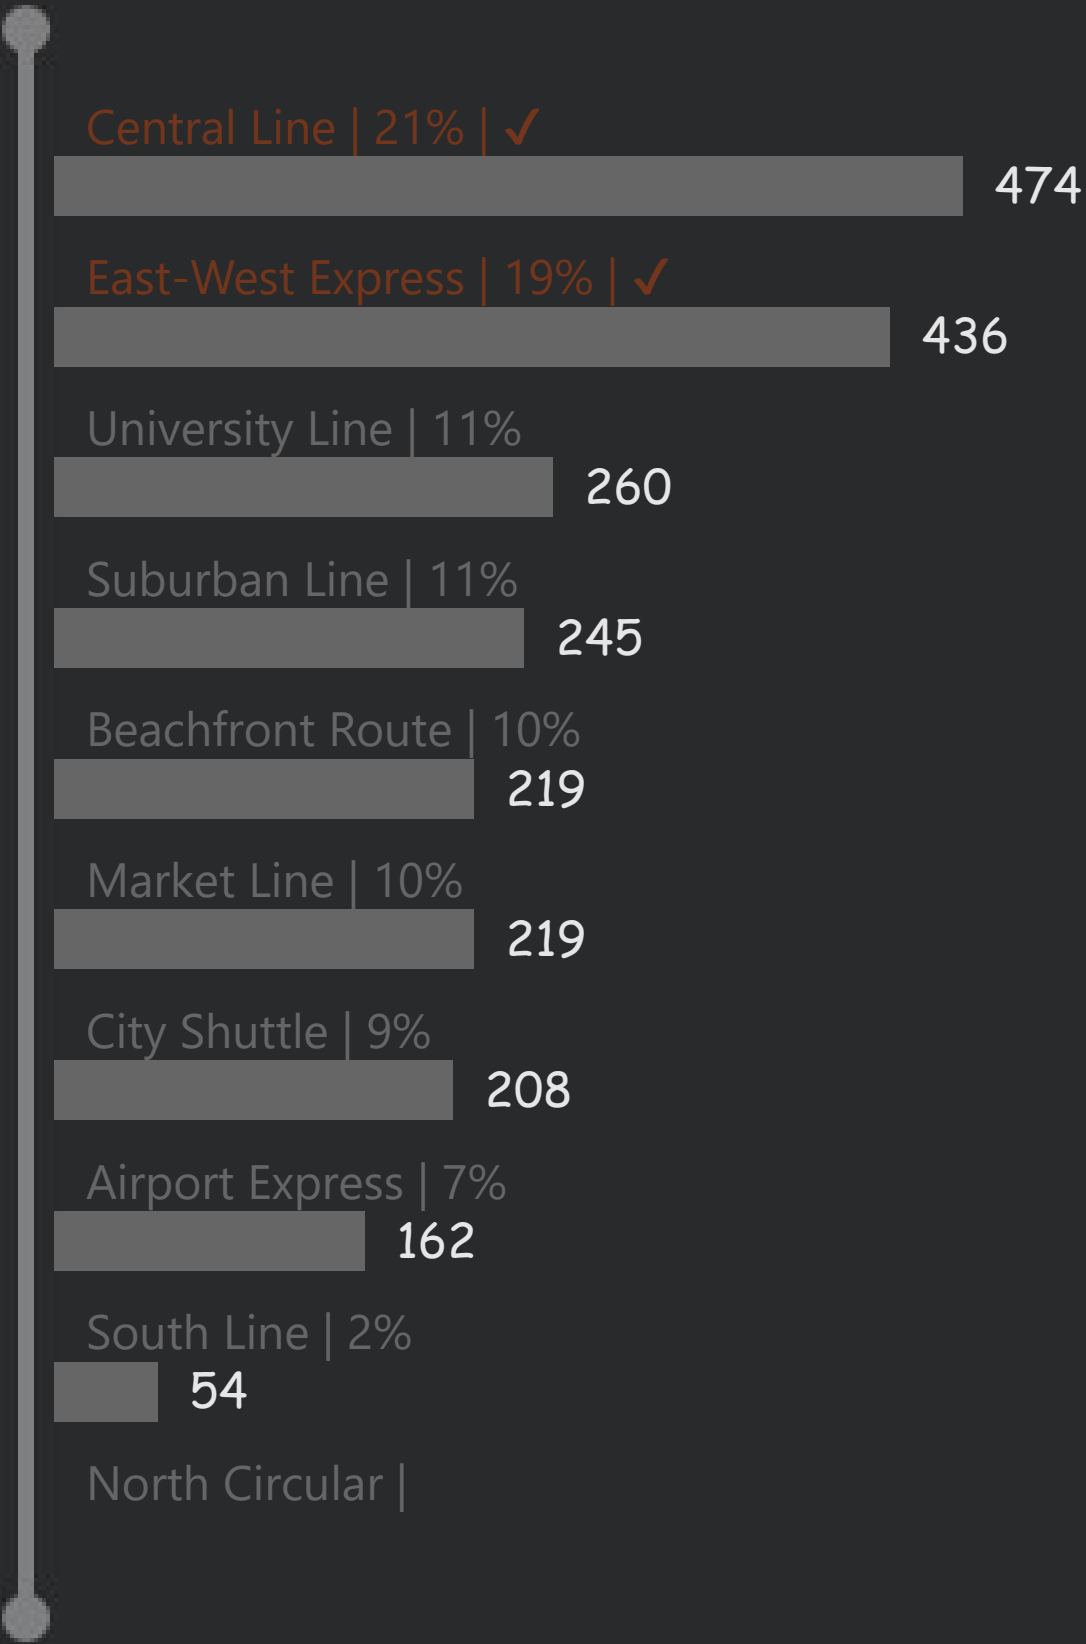 Central Line | 21% | ✓
474
East-West Express | 19% | ✓
436
University Line | 11%
260
Suburban Line | 11%
245
Beachfront Route | 10%
219
Market Line | 10%
219
City Shuttle | 9%
208
Airport Express | 7%
162
South Line | 2%
54
North Circular |